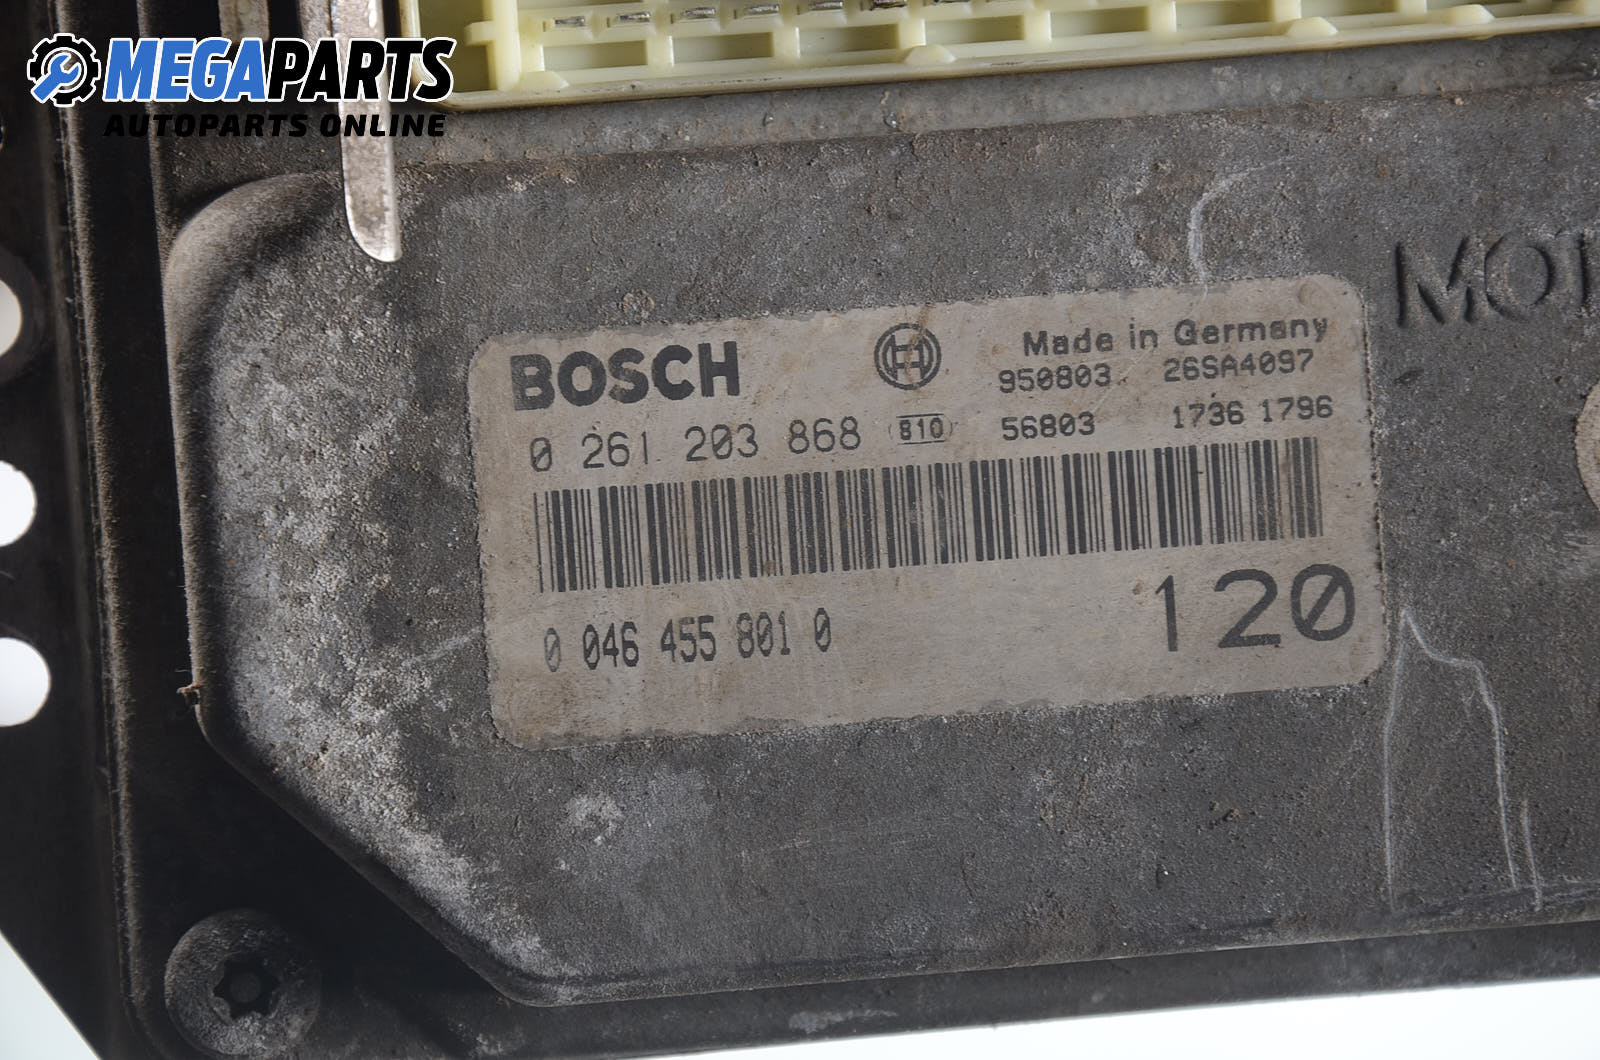 MEGAPARTS
AUTOPARTS ONLINE
BOSCH
Made in Germany
950803 26SA4097
0 261 203 868 810 56803 1736 1796
0 046 455 801 0
120
MOT